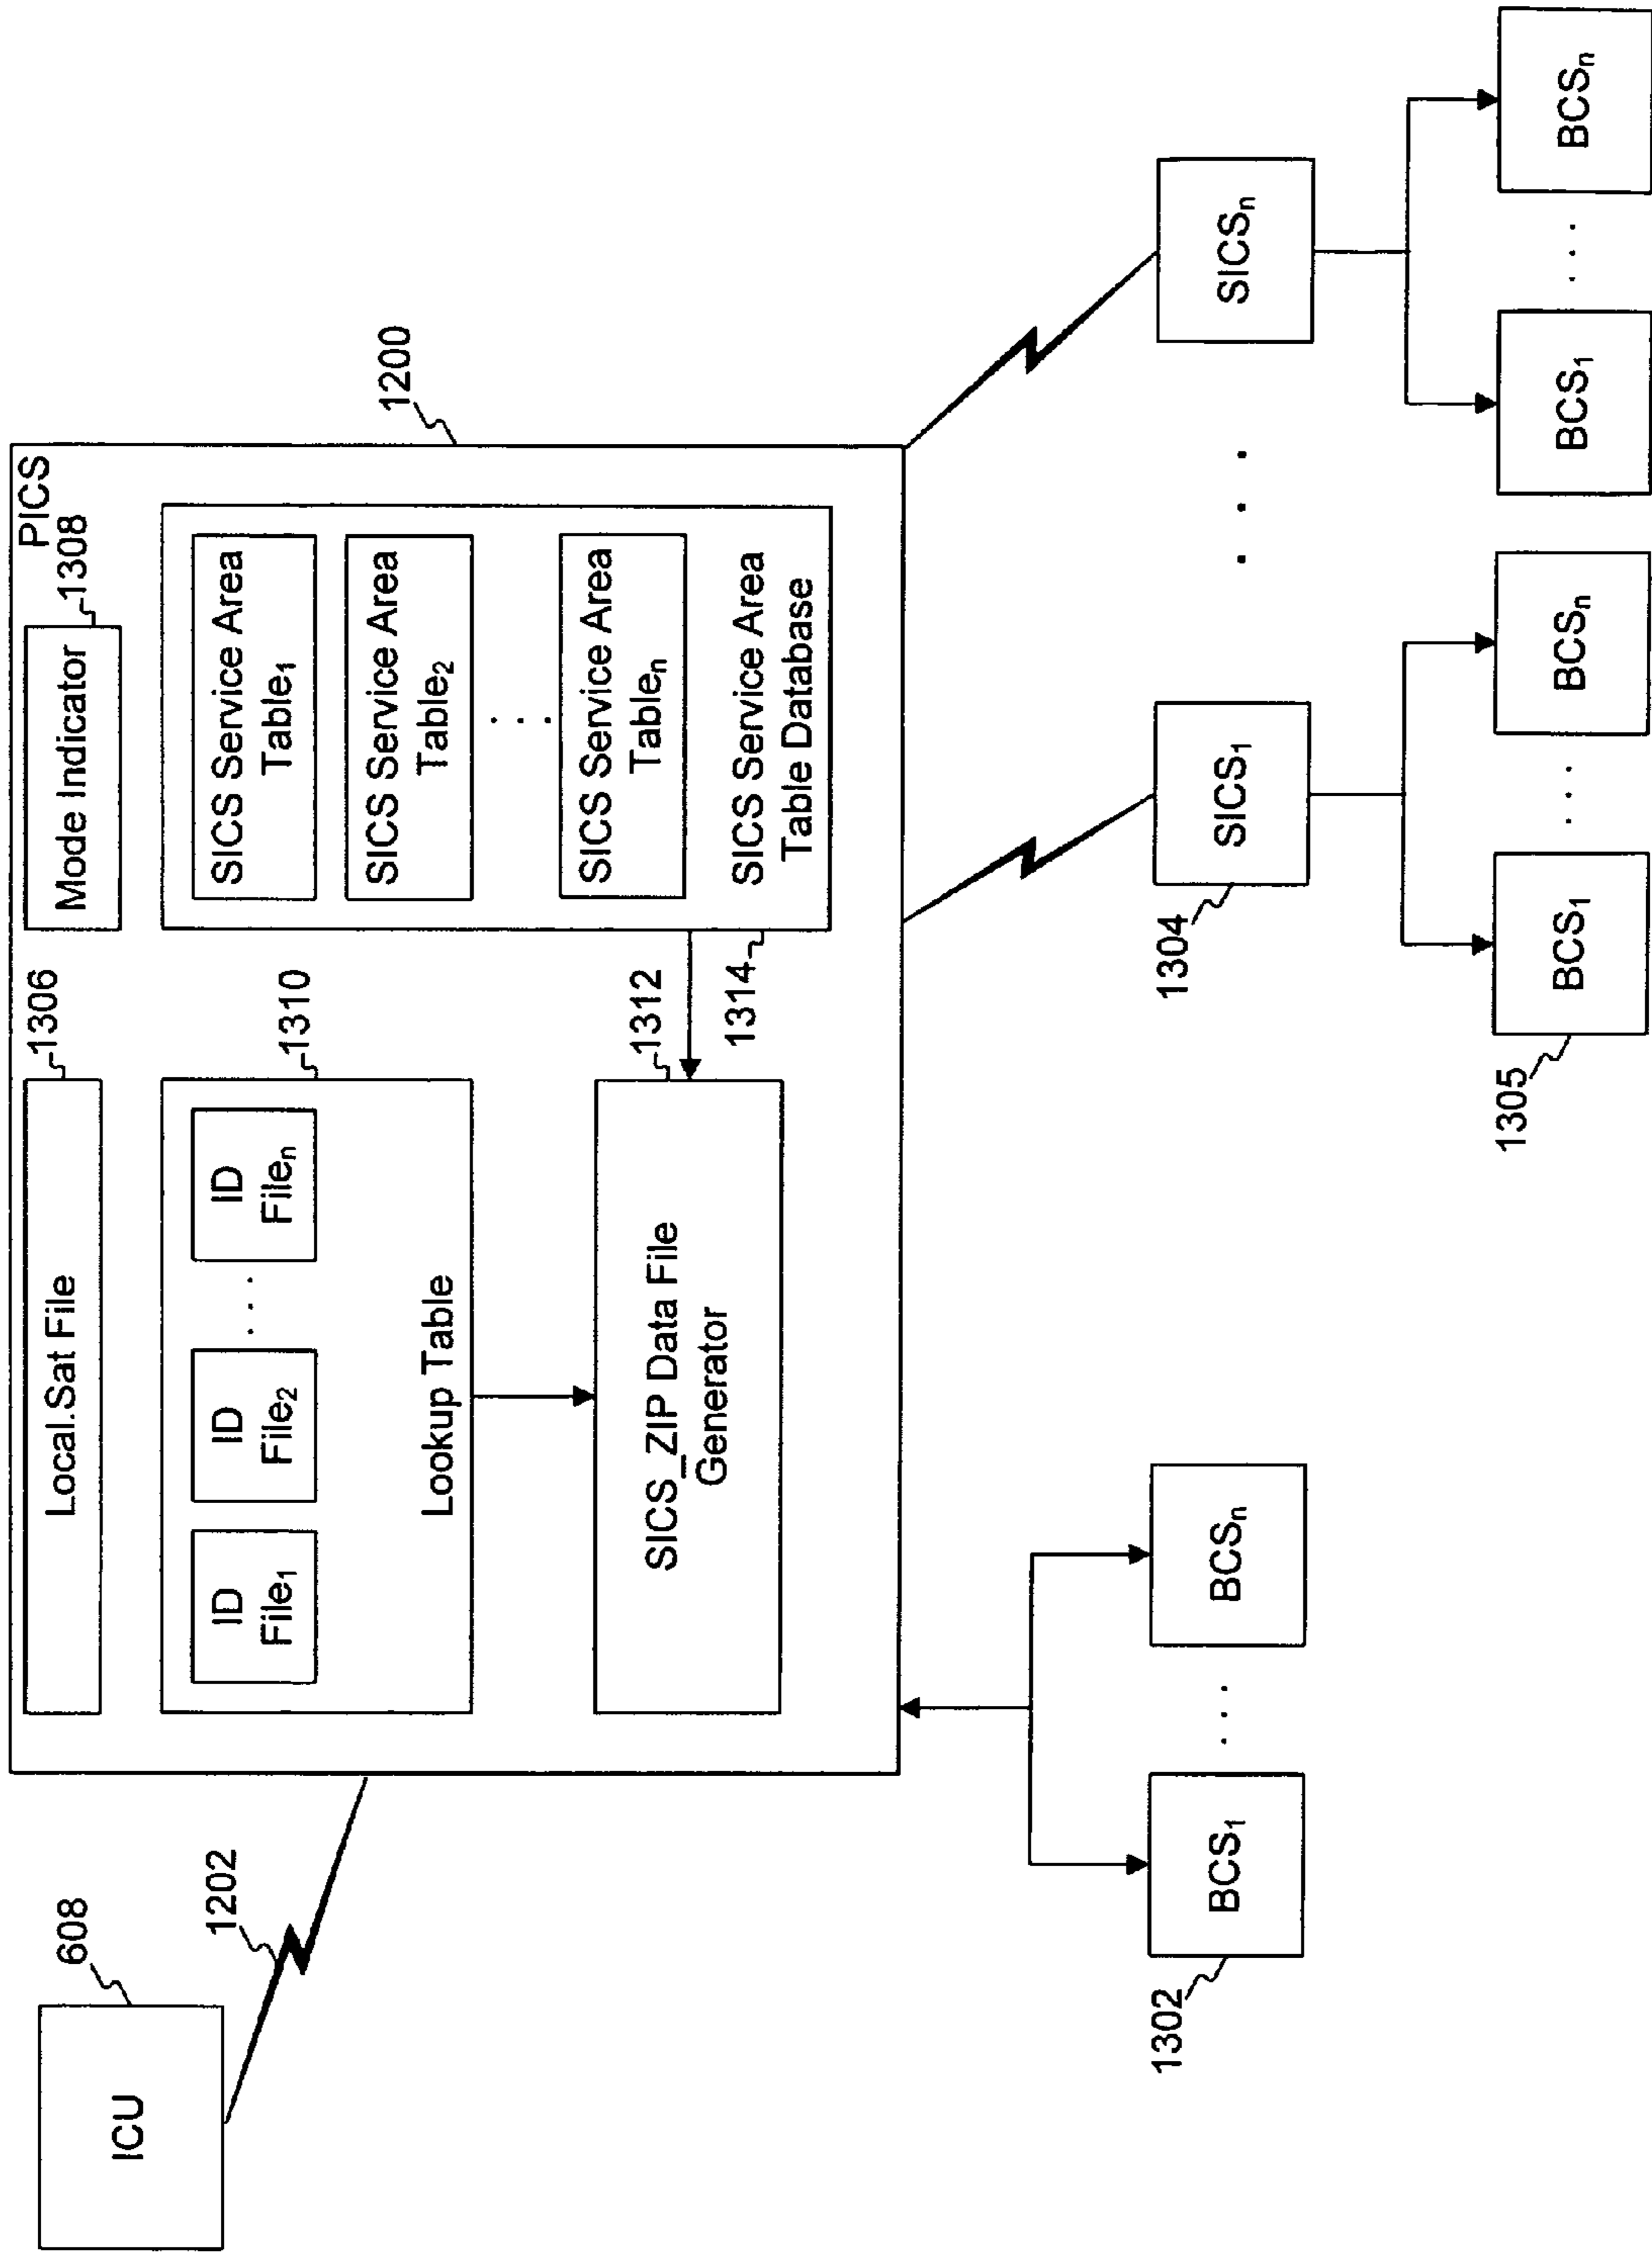 PICS
1200
Local.Sat File
1306
Mode Indicator
1308
ID
File₁
ID
File₂
. . .
ID
Fileₙ
Lookup Table
1310
SICS Service Area
Table₁
SICS Service Area
Table₂
. . .
SICS Service Area
Tableₙ
SICS Service Area
Table Database
1314
SICS_ZIP Data File
Generator
1312
ICU
608
1202
BCS₁
. . .
BCSₙ
1302
SICS₁
1304
. . .
SICSₙ
BCS₁
. . .
BCSₙ
1305
BCS₁
. . .
BCSₙ